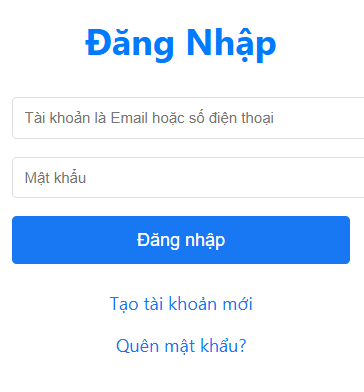 Đăng Nhập
Tài khoản là Email hoặc số điện thoại
Mật khẩu
Đăng nhập
Tạo tài khoản mới
Quên mật khẩu?